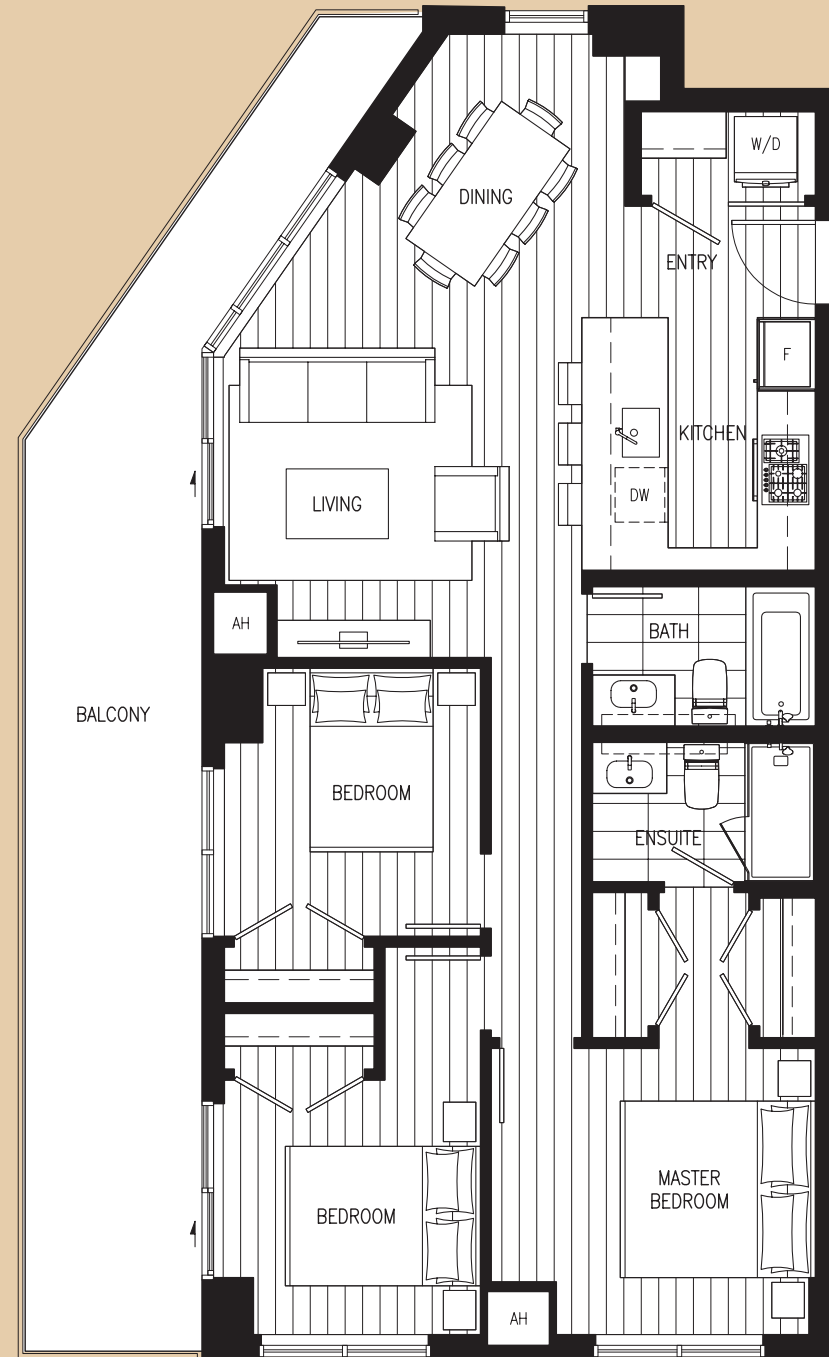 W/D
DINING
ENTRY
F
KITCHEN
DW
LIVING
AH
BATH
BALCONY
BEDROOM
ENSUITE
MASTER
BEDROOM
BEDROOM
AH